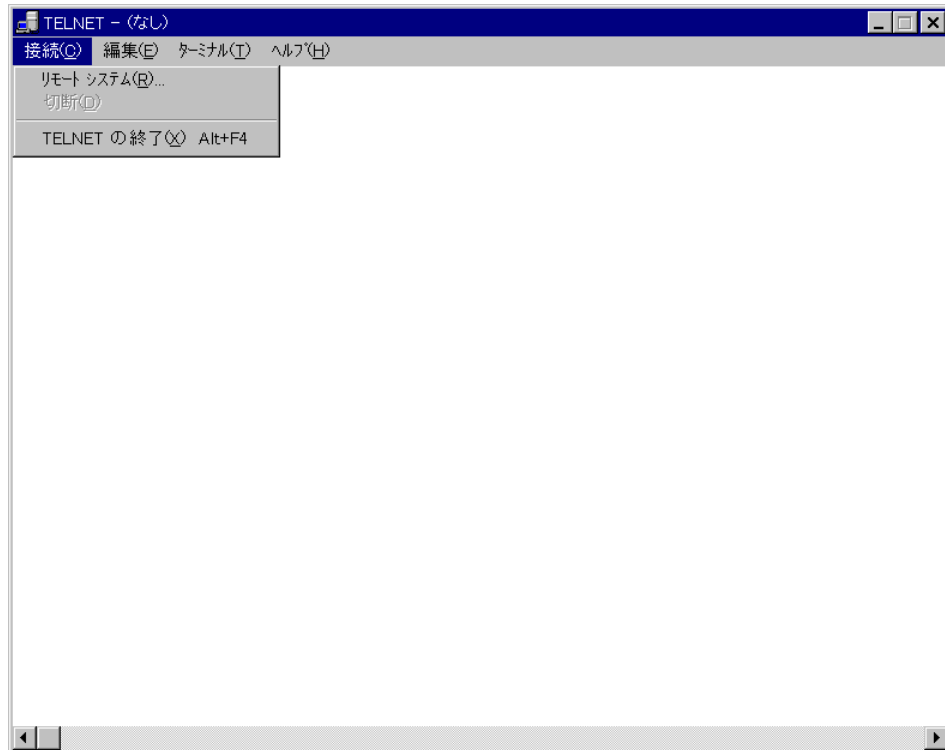 TELNET - (なし)
接続(C) 編集(E) ターミナル(T) ヘルプ(H)
リモート システム(R)...
切断(D)
TELNET の終了(X) Alt+F4